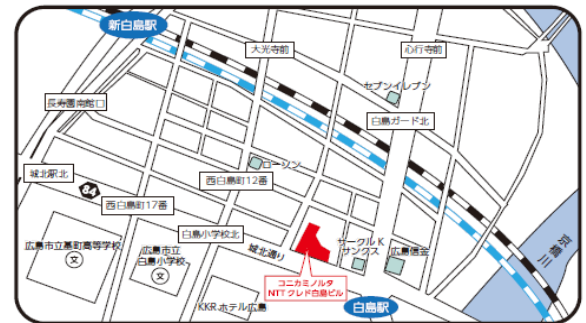 新白島駅
大光寺前
心行寺前
セブンイレブン
長寿園南館口
白島ガード北
ローソン
城北駅北
84
西白島町12番
西白島町17番
白島小学校北
城北通り
広島市立基町高等学校
文
広島市立
白島小学校
文
サークルK
サンクス
広島信金
京橋川
コニカミノルタ
NTTクレド白島ビル
KKRホテル広島
白島駅